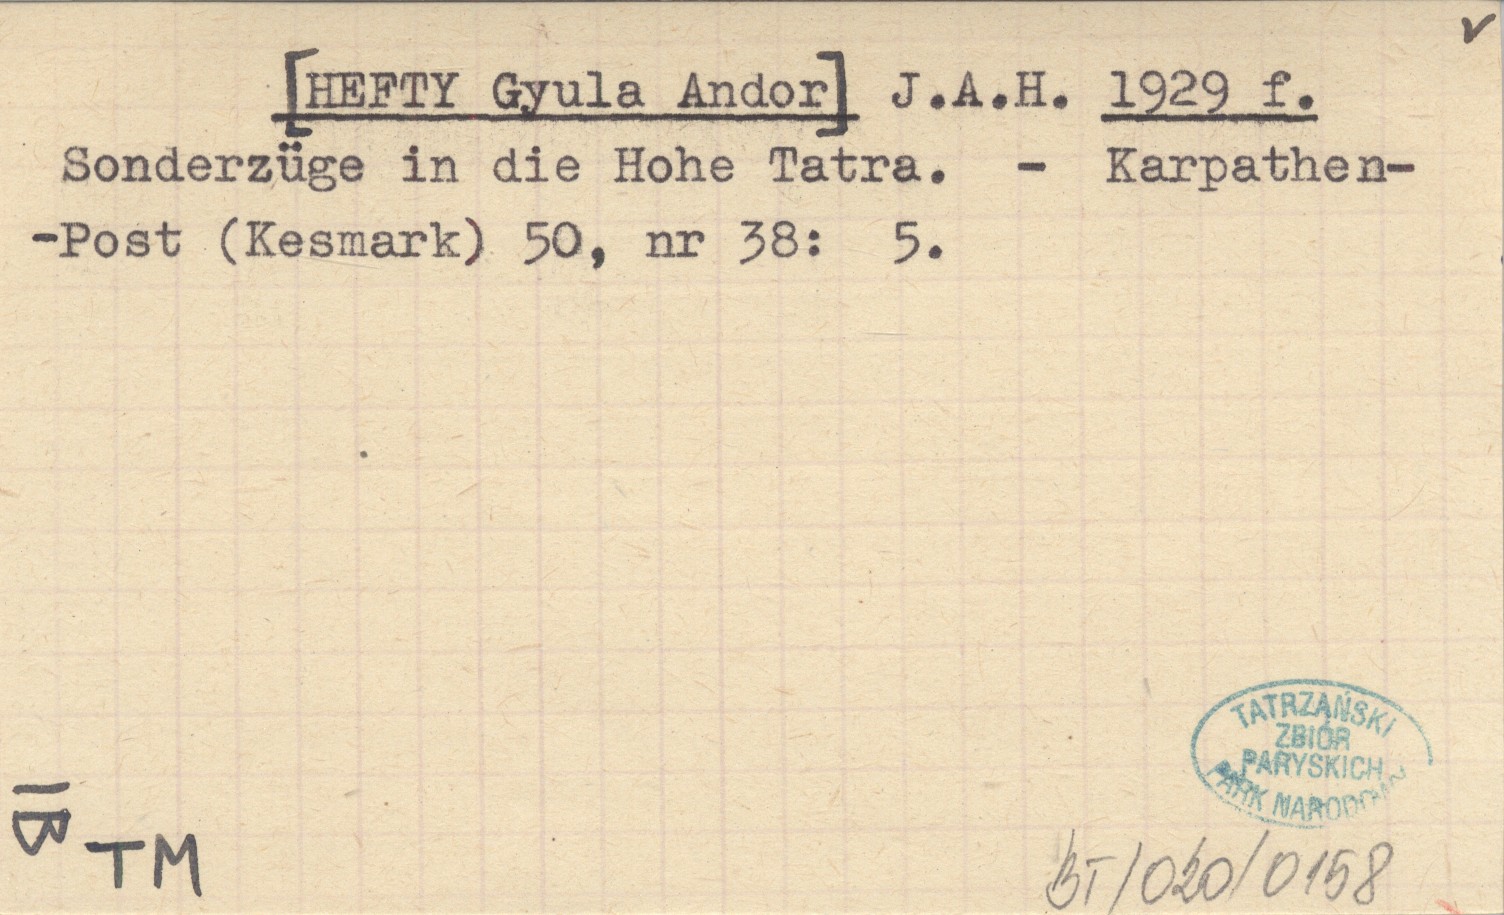 [HEFTY Gyula Andor] J.A.H. 1929 f.
Sonderzüge in die Hohe Tatra. - Karpathen-
-Post (Kesmark) 50, nr 38: 5.
TATRZAŃSKI
ZBIÓR
PARYSKICH
PARK NARODOWY
B
TM
BT/020/0158